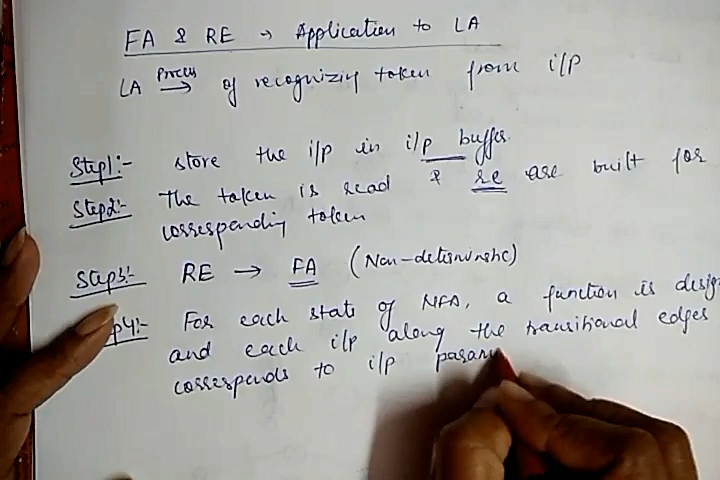 FA & RE → Application to LA
LA Process → of recognizing token from i/p
Step1:- store the i/p in i/p buffer
Step2:- The token is read & re are built for
corresponding token
Step3:- RE → FA (Non-deterministic)
p4:- For each state of NFA, a function is desig
and each i/p along the transitional edges
corresponds to i/p param